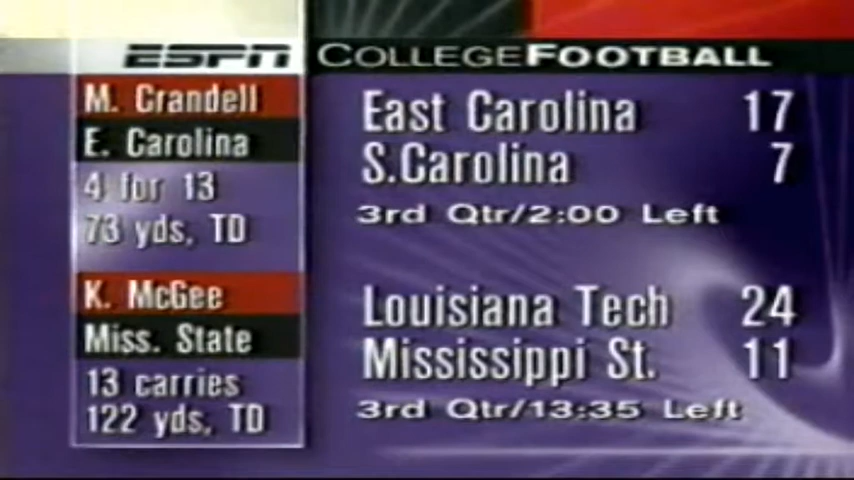 ESPN COLLEGEFOOTBALL
M. Crandell
E. Carolina
4 for 13
73 yds, TD
K. McGee
Miss. State
13 carries
122 yds, TD
East Carolina 17
S.Carolina 7
3rd Qtr/2:00 Left
Louisiana Tech 24
Mississippi St. 11
3rd Qtr/13:35 Left